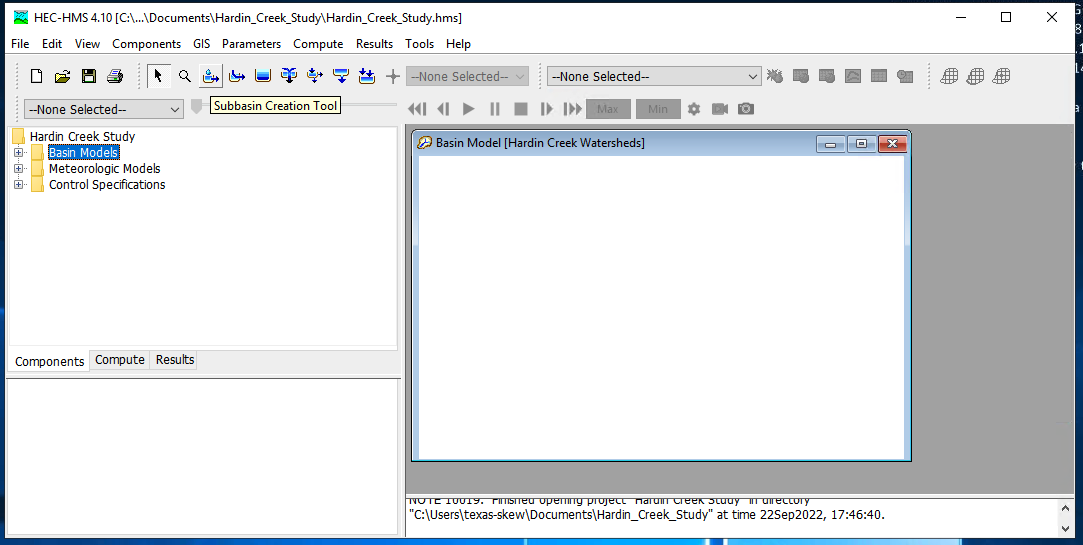 HEC-HMS 4.10 [C:\...\Documents\Hardin_Creek_Study\Hardin_Creek_Study.hms]
File Edit View Components GIS Parameters Compute Results Tools Help
--None Selected-- --None Selected--
--None Selected-- Subbasin Creation Tool Max Min
Hardin Creek Study
Basin Models
Meteorologic Models
Control Specifications
Components Compute Results
Basin Model [Hardin Creek Watersheds]
NOTE 10019: Finished opening project "Hardin Creek Study" in directory
"C:\Users\texas-skew\Documents\Hardin_Creek_Study" at time 22Sep2022, 17:46:40.